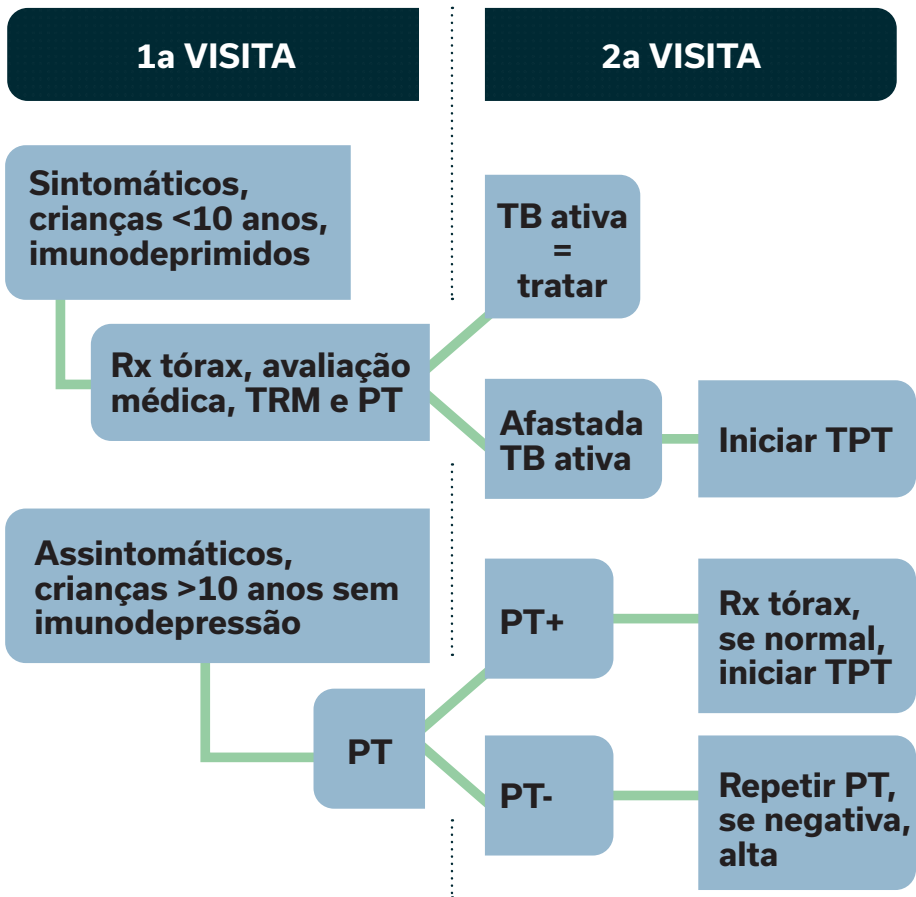 1a VISITA
2a VISITA
Sintomáticos,
crianças <10 anos,
imunodeprimidos
Rx tórax, avaliação
médica, TRM e PT
TB ativa
=
tratar
Afastada
TB ativa
Iniciar TPT
Assintomáticos,
crianças >10 anos sem
imunodepressão
PT
PT+
Rx tórax,
se normal,
iniciar TPT
PT-
Repetir PT,
se negativa,
alta